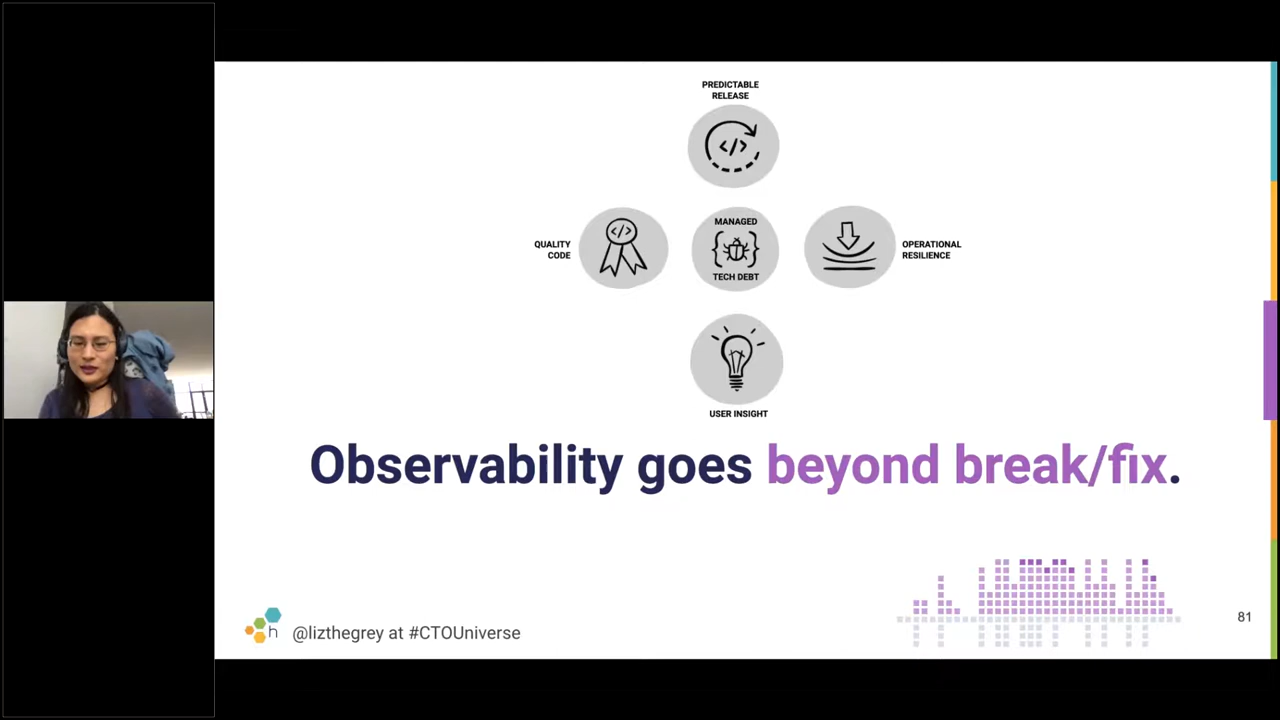 PREDICTABLE
RELEASE
</>
QUALITY
CODE
</>
MANAGED
{ }
TECH DEBT
OPERATIONAL
RESILIENCE
USER INSIGHT
Observability goes beyond break/fix.
h
@lizthegrey at #CTOUniverse
81